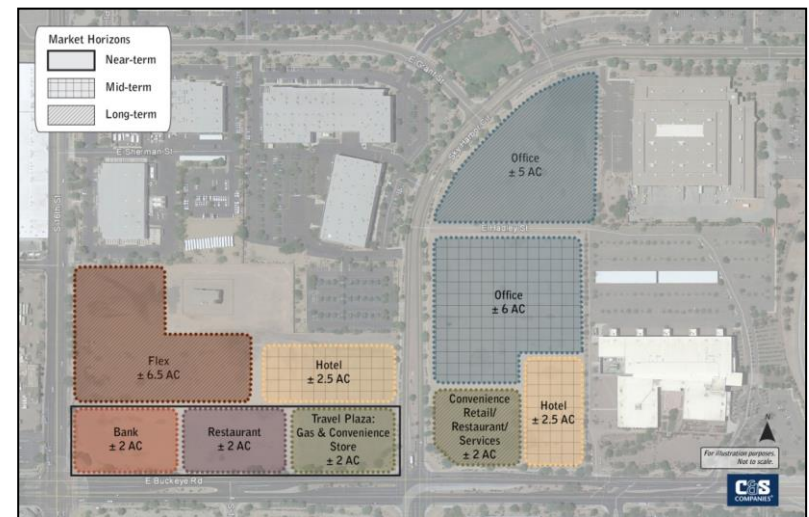 Market Horizons
Near-term
Mid-term
Long-term
E Sherman St
E Hadley St
Office
± 5 AC
Office
± 6 AC
Flex
± 6.5 AC
Hotel
± 2.5 AC
Hotel
± 2.5 AC
Convenience
Retail/
Restaurant/
Services
± 2 AC
Bank
± 2 AC
Restaurant
± 2 AC
Travel Plaza:
Gas & Convenience
Store
± 2 AC
E Buckeye Rd
N
For illustration purposes.
Not to scale.
C&S
COMPANIES